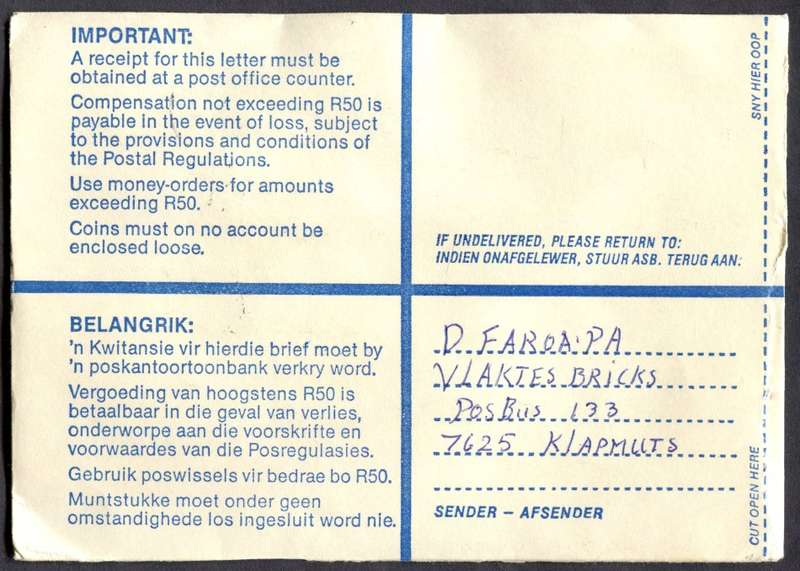 IMPORTANT:
A receipt for this letter must be
obtained at a post office counter.
Compensation not exceeding R50 is
payable in the event of loss, subject
to the provisions and conditions of
the Postal Regulations.
Use money-orders for amounts
exceeding R50.
Coins must on no account be
enclosed loose.
SNY HIER OOP
IF UNDELIVERED, PLEASE RETURN TO:
INDIEN ONAFGELEWER, STUUR ASB. TERUG AAN:
BELANGRIK:
'n Kwitansie vir hierdie brief moet by
'n poskantoortoonbank verkry word.
Vergoeding van hoogstens R50 is
betaalbaar in die geval van verlies,
onderworpe aan die voorskrifte en
voorwaardes van die Posregulasies.
Gebruik poswissels vir bedrae bo R50.
Muntstukke moet onder geen
omstandighede los ingesluit word nie.
D FAROA.PA
VLAKTES BRICKS
POSBUS 133
7625 KLAPMUTS
SENDER – AFSENDER
CUT OPEN HERE